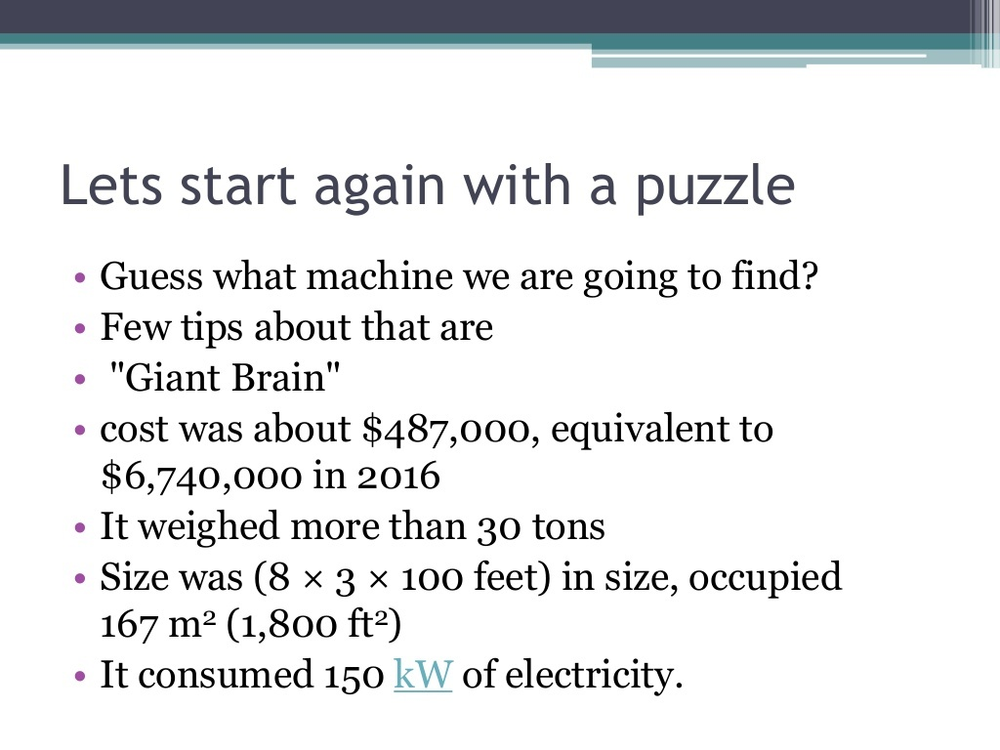 Lets start again with a puzzle
• Guess what machine we are going to find?
• Few tips about that are
• "Giant Brain"
• cost was about $487,000, equivalent to
$6,740,000 in 2016
• It weighed more than 30 tons
• Size was (8 × 3 × 100 feet) in size, occupied
167 m² (1,800 ft²)
• It consumed 150 kW of electricity.